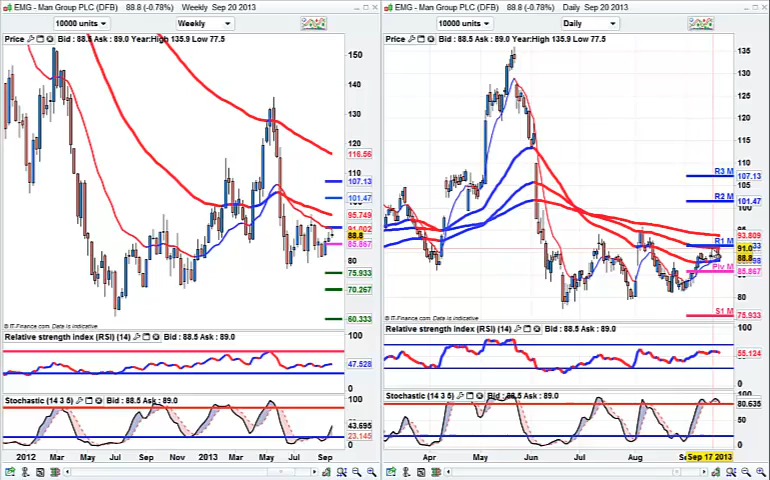 EMG - Man Group PLC (DFB) 88.8 (-0.78%) Weekly Sep 20 2013
10000 units
Weekly
Price Bid : 88.5 Ask : 89.0 Year:High 135.9 Low 77.5
150
140
130
120
116.56
107.13
101.47
95.749
91.002
88.8
85.867
80
75.933
70.267
60.333
© IT-Finance.com Data is indicative
Relative strength index (RSI) (14) Bid : 88.5 Ask : 89.0
100
47.528
0
Stochastic (14 3 5) Bid : 88.5 Ask : 89.0
100
43.695
23.145
0
2012 May Jul Sep 2013 May Jul Sep
EMG - Man Group PLC (DFB) 88.8 (-0.78%) Daily Sep 20 2013
10000 units
Daily
Price Bid : 88.5 Ask : 89.0 Year:High 135.9 Low 77.5
135
130
125
120
115
110
R3 M 107.13
R2 M 101.47
95
93.809
R1 M
91.0
88.8
Piv M 85.867
80
S1 M 75.933
© IT-Finance.com Data is indicative
Relative strength index (RSI) (14) Bid : 88.5 Ask : 89.0
100
55.124
0
Stochastic (14 3 5) Bid : 88.5 Ask : 89.0
80.635
0
Apr May Jun Jul Aug Sep 17 2013